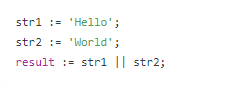 str1 := 'Hello';
str2 := 'World';
result := str1 || str2;